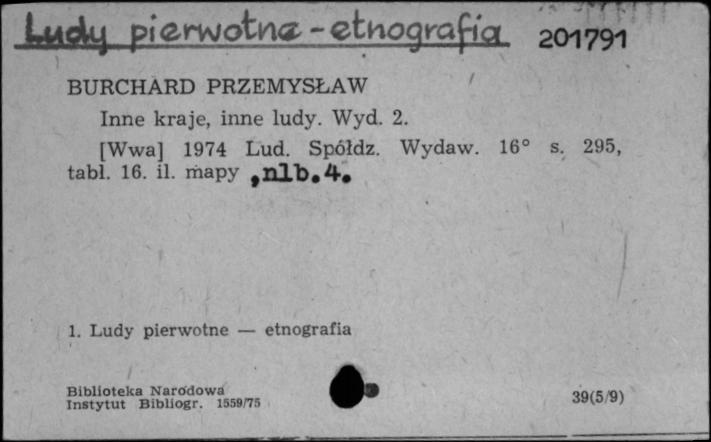 Ludy pierwotne - etnografia 201791
BURCHARD PRZEMYSŁAW
Inne kraje, inne ludy. Wyd. 2.
[Wwa] 1974 Lud. Spółdz. Wydaw. 16° s. 295,
tabl. 16. il. mapy ,nlb.4.
1. Ludy pierwotne — etnografia
Biblioteka Narodowa
Instytut Bibliogr. 1559/75
39(5/9)